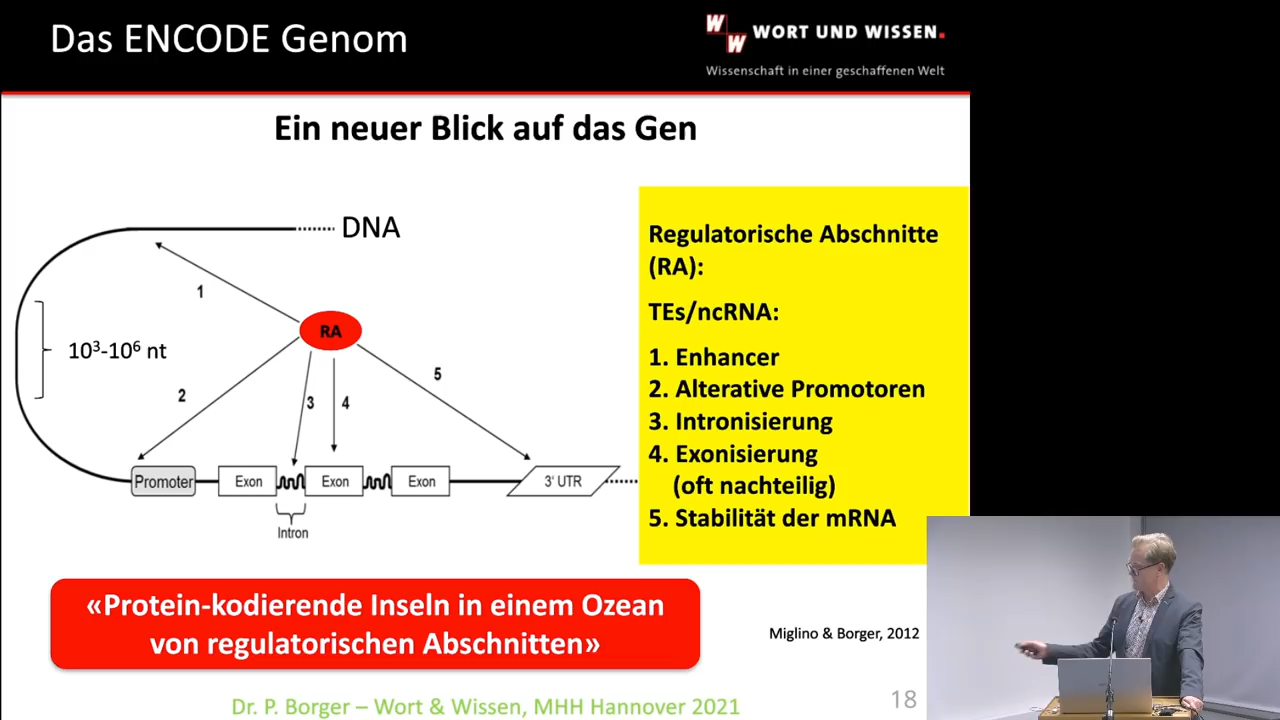 Das ENCODE Genom
WORT UND WISSEN.
Wissenschaft in einer geschaffenen Welt
Ein neuer Blick auf das Gen
DNA
1
RA
10³-10⁶ nt
2
3
4
5
Promoter
Exon
Exon
Exon
3' UTR
Intron
Regulatorische Abschnitte
(RA):
TEs/ncRNA:
1. Enhancer
2. Alterative Promotoren
3. Intronisierung
4. Exonisierung
(oft nachteilig)
5. Stabilität der mRNA
«Protein-kodierende Inseln in einem Ozean
von regulatorischen Abschnitten»
Miglino & Borger, 2012
Dr. P. Borger – Wort & Wissen, MHH Hannover 2021
18